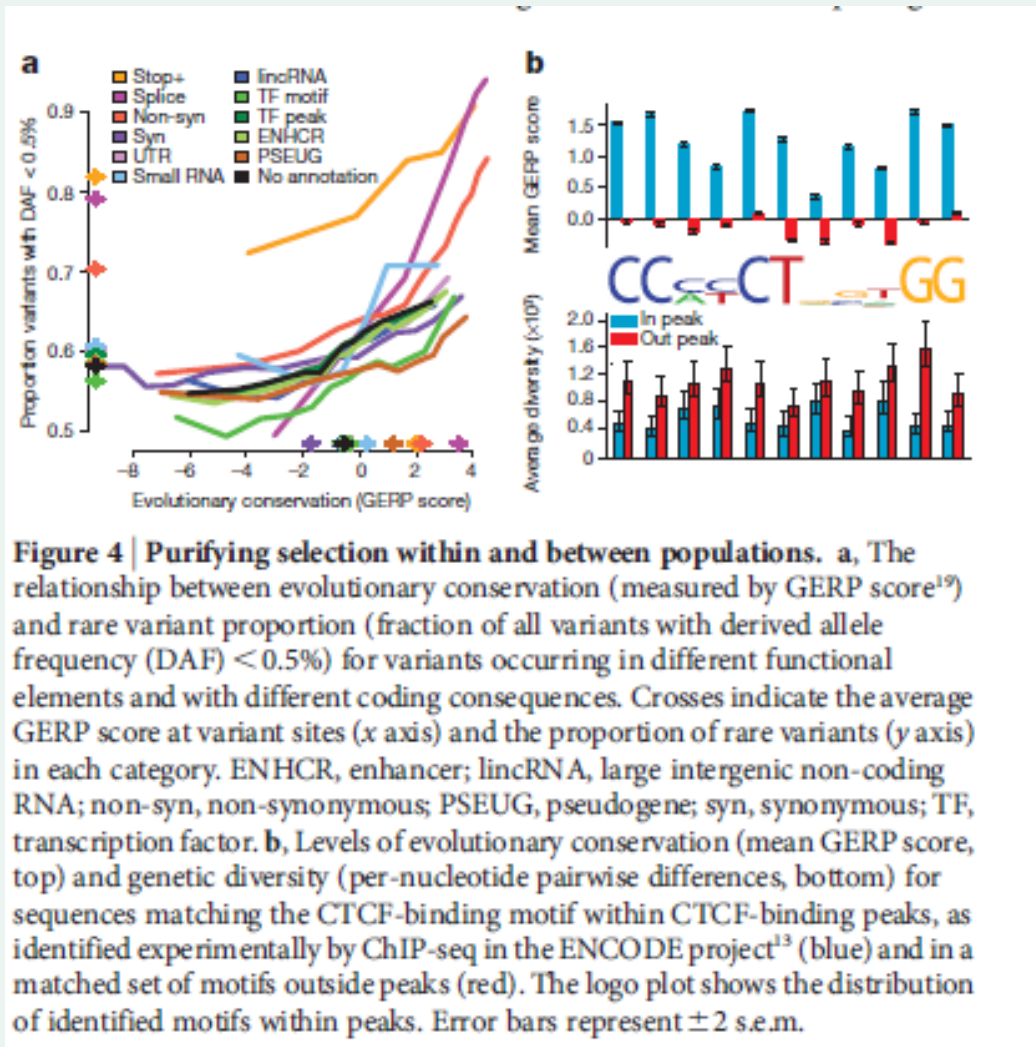 a
Stop+
Splice
Non-syn
Syn
UTR
Small RNA
lincRNA
TF motif
TF peak
ENHCR
PSEUG
No annotation
Proportion variants with DAF <0.5%
0.9
0.8
0.7
0.6
0.5
–8 –6 –4 –2 0 2 4
Evolutionary conservation (GERP score)
b
Mean GERP score
1.5
1.0
0.5
0.0
CC
CT
GG
Average diversity (×10³)
2.0
1.6
1.2
0.8
0.4
0
In peak
Out peak
Figure 4 | Purifying selection within and between populations. a, The
relationship between evolutionary conservation (measured by GERP score¹⁹)
and rare variant proportion (fraction of all variants with derived allele
frequency (DAF) <0.5%) for variants occurring in different functional
elements and with different coding consequences. Crosses indicate the average
GERP score at variant sites (x axis) and the proportion of rare variants (y axis)
in each category. ENHCR, enhancer; lincRNA, large intergenic non-coding
RNA; non-syn, non-synonymous; PSEUG, pseudogene; syn, synonymous; TF,
transcription factor. b, Levels of evolutionary conservation (mean GERP score,
top) and genetic diversity (per-nucleotide pairwise differences, bottom) for
sequences matching the CTCF-binding motif within CTCF-binding peaks, as
identified experimentally by ChIP-seq in the ENCODE project¹³ (blue) and in a
matched set of motifs outside peaks (red). The logo plot shows the distribution
of identified motifs within peaks. Error bars represent ±2 s.e.m.